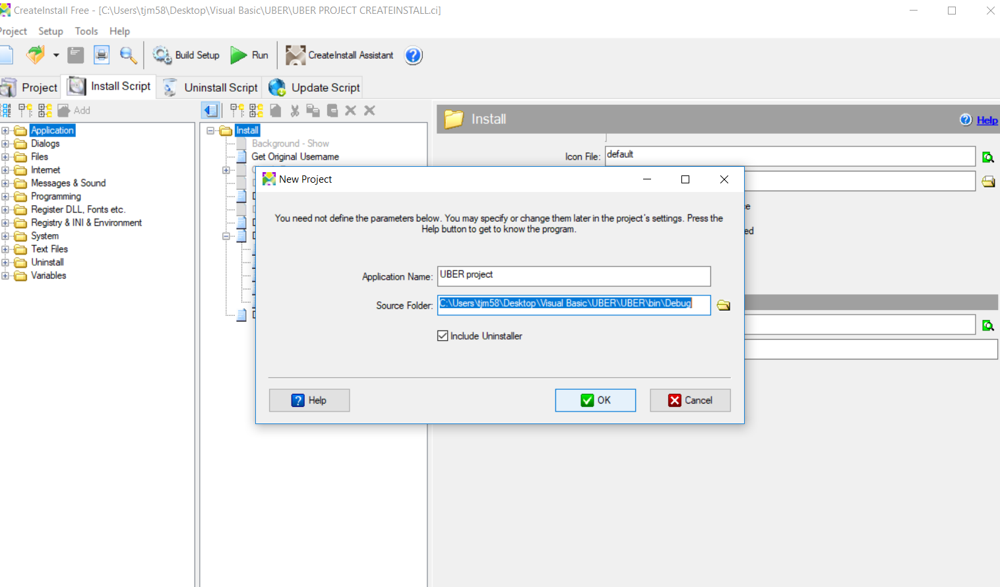 CreateInstall Free - [C:\Users\tjm58\Desktop\Visual Basic\UBER\UBER PROJECT CREATEINSTALL.ci]
Setup Tools Help
Build Setup Run CreateInstall Assistant
Project Install Script Uninstall Script Update Script
Add
Application
Dialogs
Files
Internet
Messages & Sound
Programming
Register DLL, Fonts etc.
Registry & INI & Environment
System
Text Files
Uninstall
Variables
Install
Background - Show
Get Original Username
Install
Help
Icon File: default
New Project
You need not define the parameters below. You may specify or change them later in the project's settings. Press the
Help button to get to know the program.
Application Name: UBER project
Source Folder: C:\Users\tjm58\Desktop\Visual Basic\UBER\UBER\bin\Debug
Include Uninstaller
Help OK Cancel